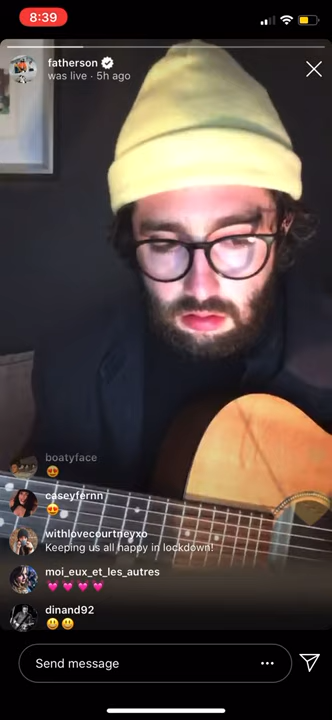 8:39
fatherson
was live · 5h ago
boatyface
😍
caseyfernn
😍
withlovecourtneyxo
Keeping us all happy in lockdown!
moi_eux_et_les_autres
💗💗💗💗
dinand92
😃😃
Send message